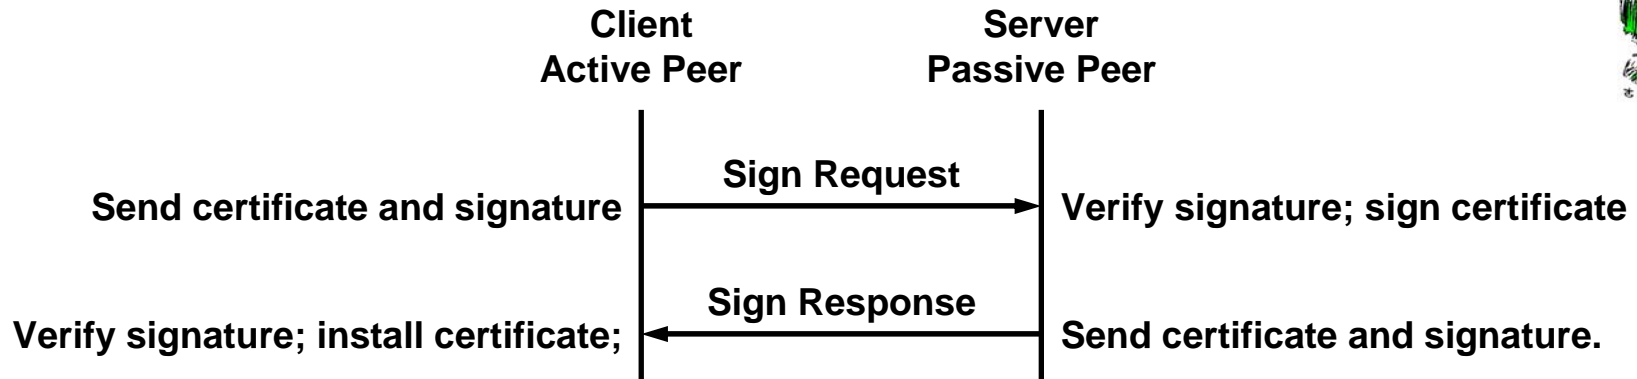 Client
Active Peer
Server
Passive Peer
Sign Request
Send certificate and signature
Verify signature; sign certificate
Sign Response
Verify signature; install certificate;
Send certificate and signature.